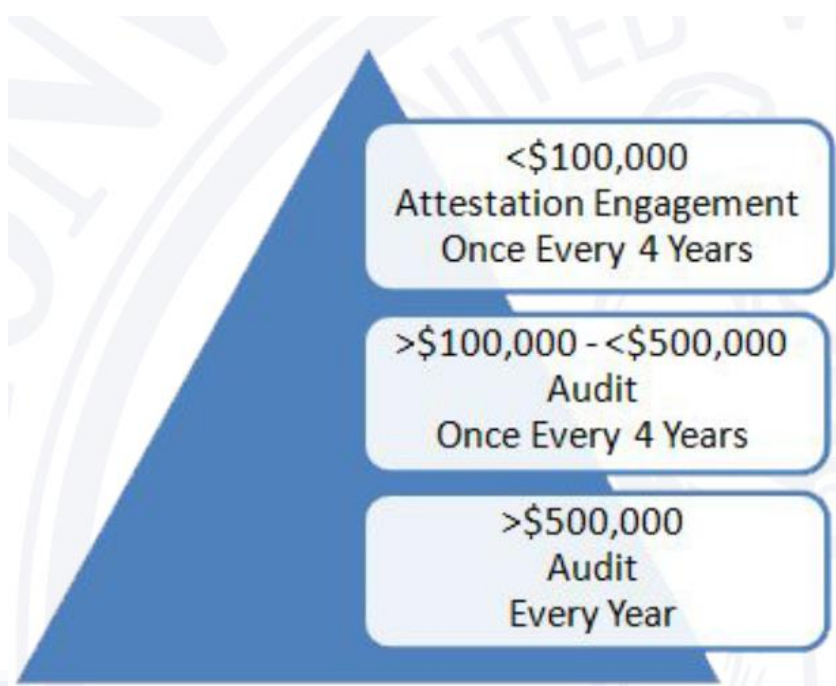 UNITED
<$100,000
Attestation Engagement
Once Every 4 Years
>$100,000 - <$500,000
Audit
Once Every 4 Years
>$500,000
Audit
Every Year